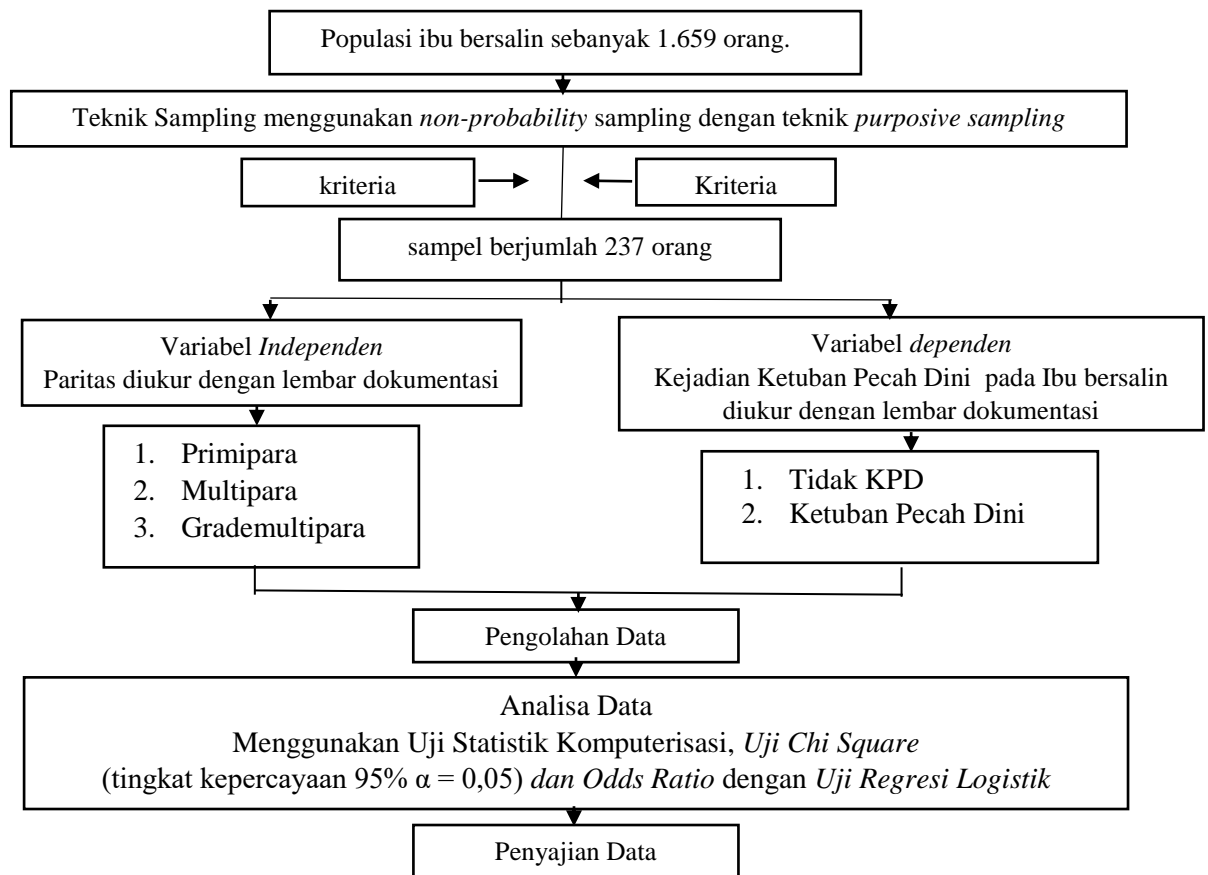 Populasi ibu bersalin sebanyak 1.659 orang.
Teknik Sampling menggunakan non-probability sampling dengan teknik purposive sampling
kriteria
Kriteria
sampel berjumlah 237 orang
Variabel Independen
Paritas diukur dengan lembar dokumentasi
Variabel dependen
Kejadian Ketuban Pecah Dini pada Ibu bersalin
diukur dengan lembar dokumentasi
1. Primipara
2. Multipara
3. Grademultipara
1. Tidak KPD
2. Ketuban Pecah Dini
Pengolahan Data
Analisa Data
Menggunakan Uji Statistik Komputerisasi, Uji Chi Square
(tingkat kepercayaan 95% α = 0,05) dan Odds Ratio dengan Uji Regresi Logistik
Penyajian Data